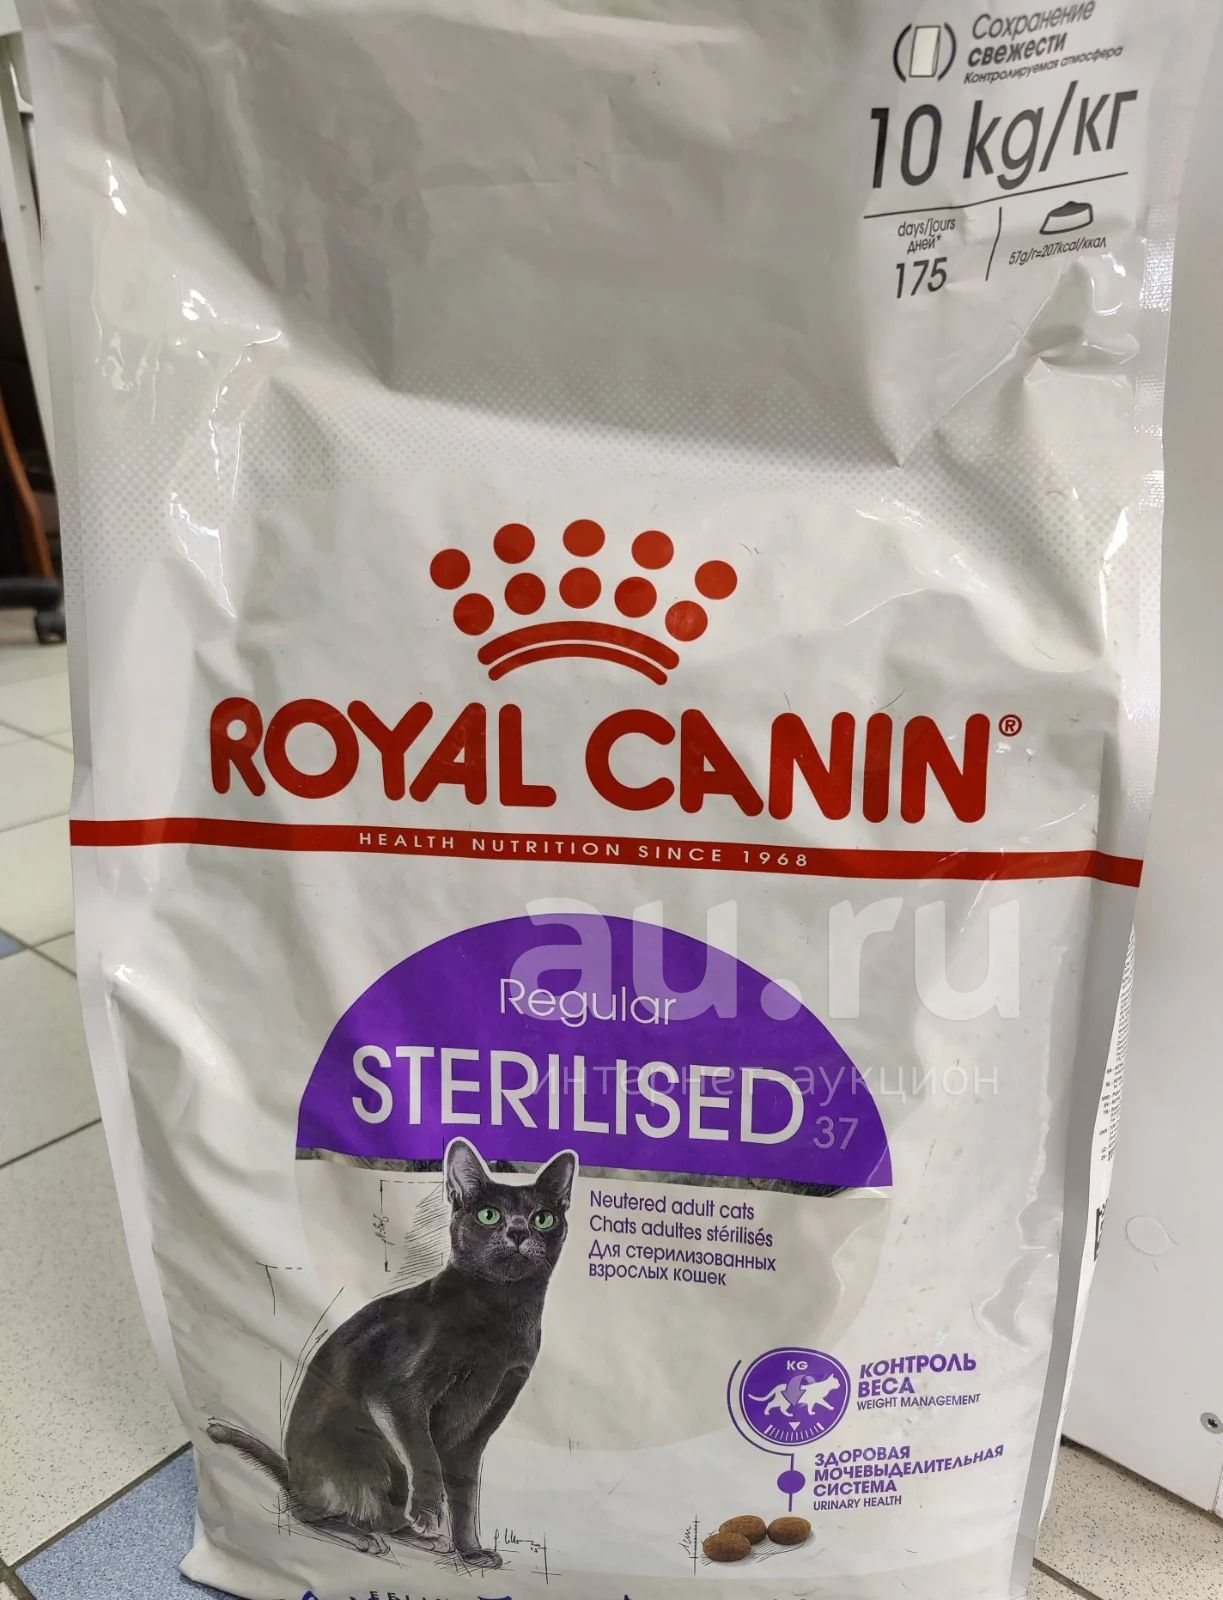 Сохранение
свежести
Контролируемая атмосфера
10 kg/кг
days/jours
дней*
175
57g/г=207kcal/ккал
ROYAL CANIN®
HEALTH NUTRITION SINCE 1968
au.ru
Regular
интернет-аукцион
STERILISED 37
Neutered adult cats
Chats adultes stérilisés
Для стерилизованных
взрослых кошек
KG
КОНТРОЛЬ
ВЕСА
WEIGHT MANAGEMENT
ЗДОРОВАЯ
МОЧЕВЫДЕЛИТЕЛЬНАЯ
СИСТЕМА
URINARY HEALTH
1cm